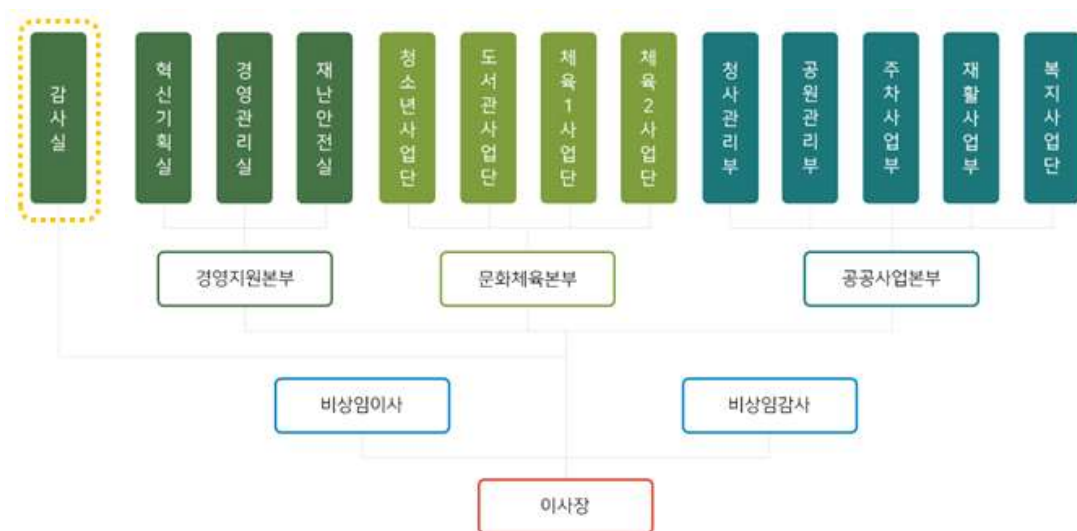 감사실
혁신기획실
경영관리실
재난안전실
청소년사업단
도서관사업단
체육1사업단
체육2사업단
청사관리부
공원관리부
주차사업부
재활사업부
복지사업단
경영지원본부
문화체육본부
공공사업본부
비상임이사
비상임감사
이사장